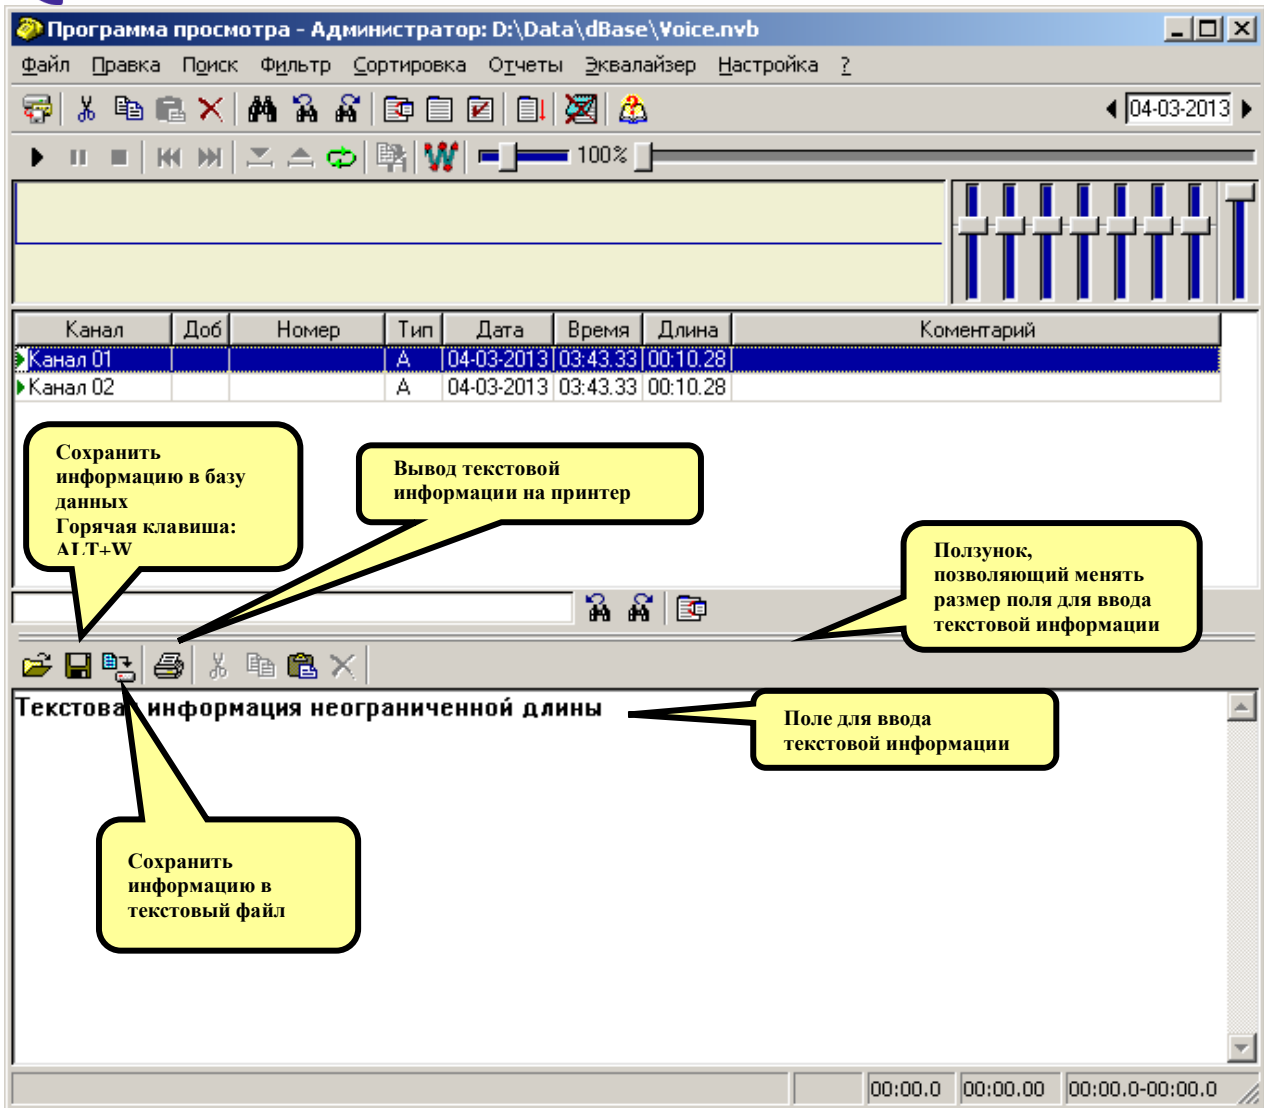 Программа просмотра - Администратор: D:\Data\dBase\Voice.nvb
Файл Правка Поиск Фильтр Сортировка Отчеты Эквалайзер Настройка ?
04-03-2013
100%
Канал Доб Номер Тип Дата Время Длина Коментарий
Канал 01 А 04-03-2013 03:43.33 00:10.28
Канал 02 А 04-03-2013 03:43.33 00:10.28
Сохранить
информацию в базу
данных
Горячая клавиша:
ALT+W
Вывод текстовой
информации на принтер
Ползунок,
позволяющий менять
размер поля для ввода
текстовой информации
Текстовая информация неограниченной длины
Поле для ввода
текстовой информации
Сохранить
информацию в
текстовый файл
00:00.0 00:00.00 00:00.0-00:00.0